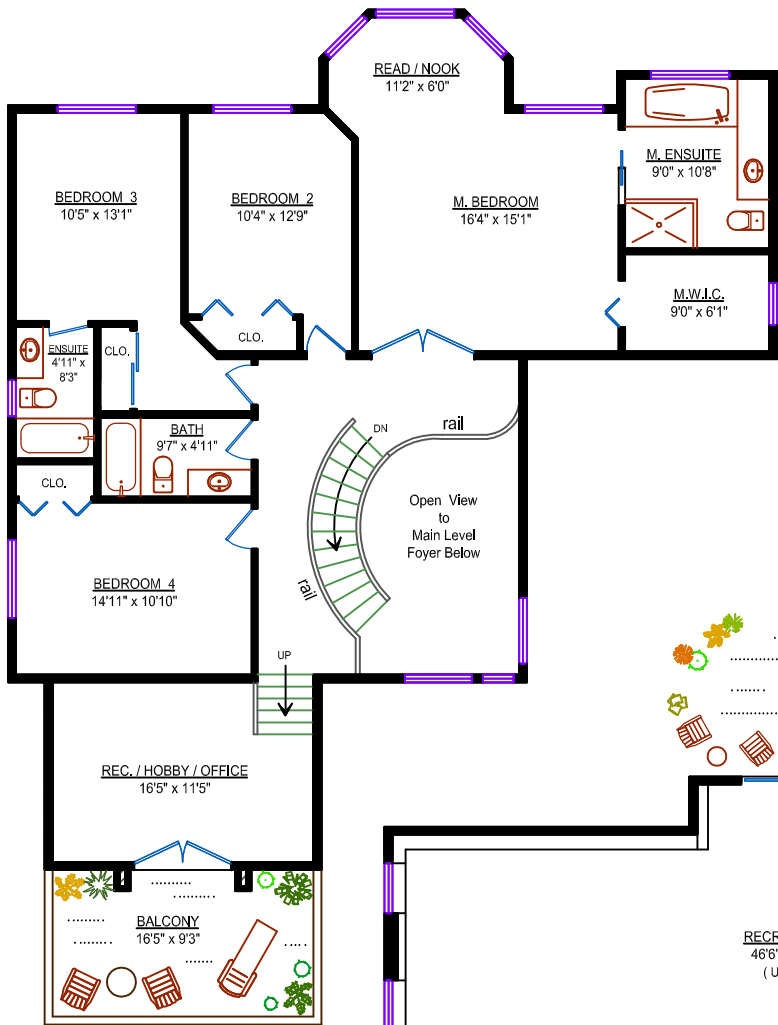 READ / NOOK
11'2" x 6'0"
M. ENSUITE
9'0" x 10'8"
BEDROOM 3
10'5" x 13'1"
BEDROOM 2
10'4" x 12'9"
M. BEDROOM
16'4" x 15'1"
M.W.I.C.
9'0" x 6'1"
CLO.
ENSUITE
4'11" x
8'3"
CLO.
BATH
9'7" x 4'11"
DN
rail
CLO.
Open View
to
Main Level
Foyer Below
rail
BEDROOM 4
14'11" x 10'10"
UP
REC. / HOBBY / OFFICE
16'5" x 11'5"
BALCONY
16'5" x 9'3"
RECR
46'6"
( U